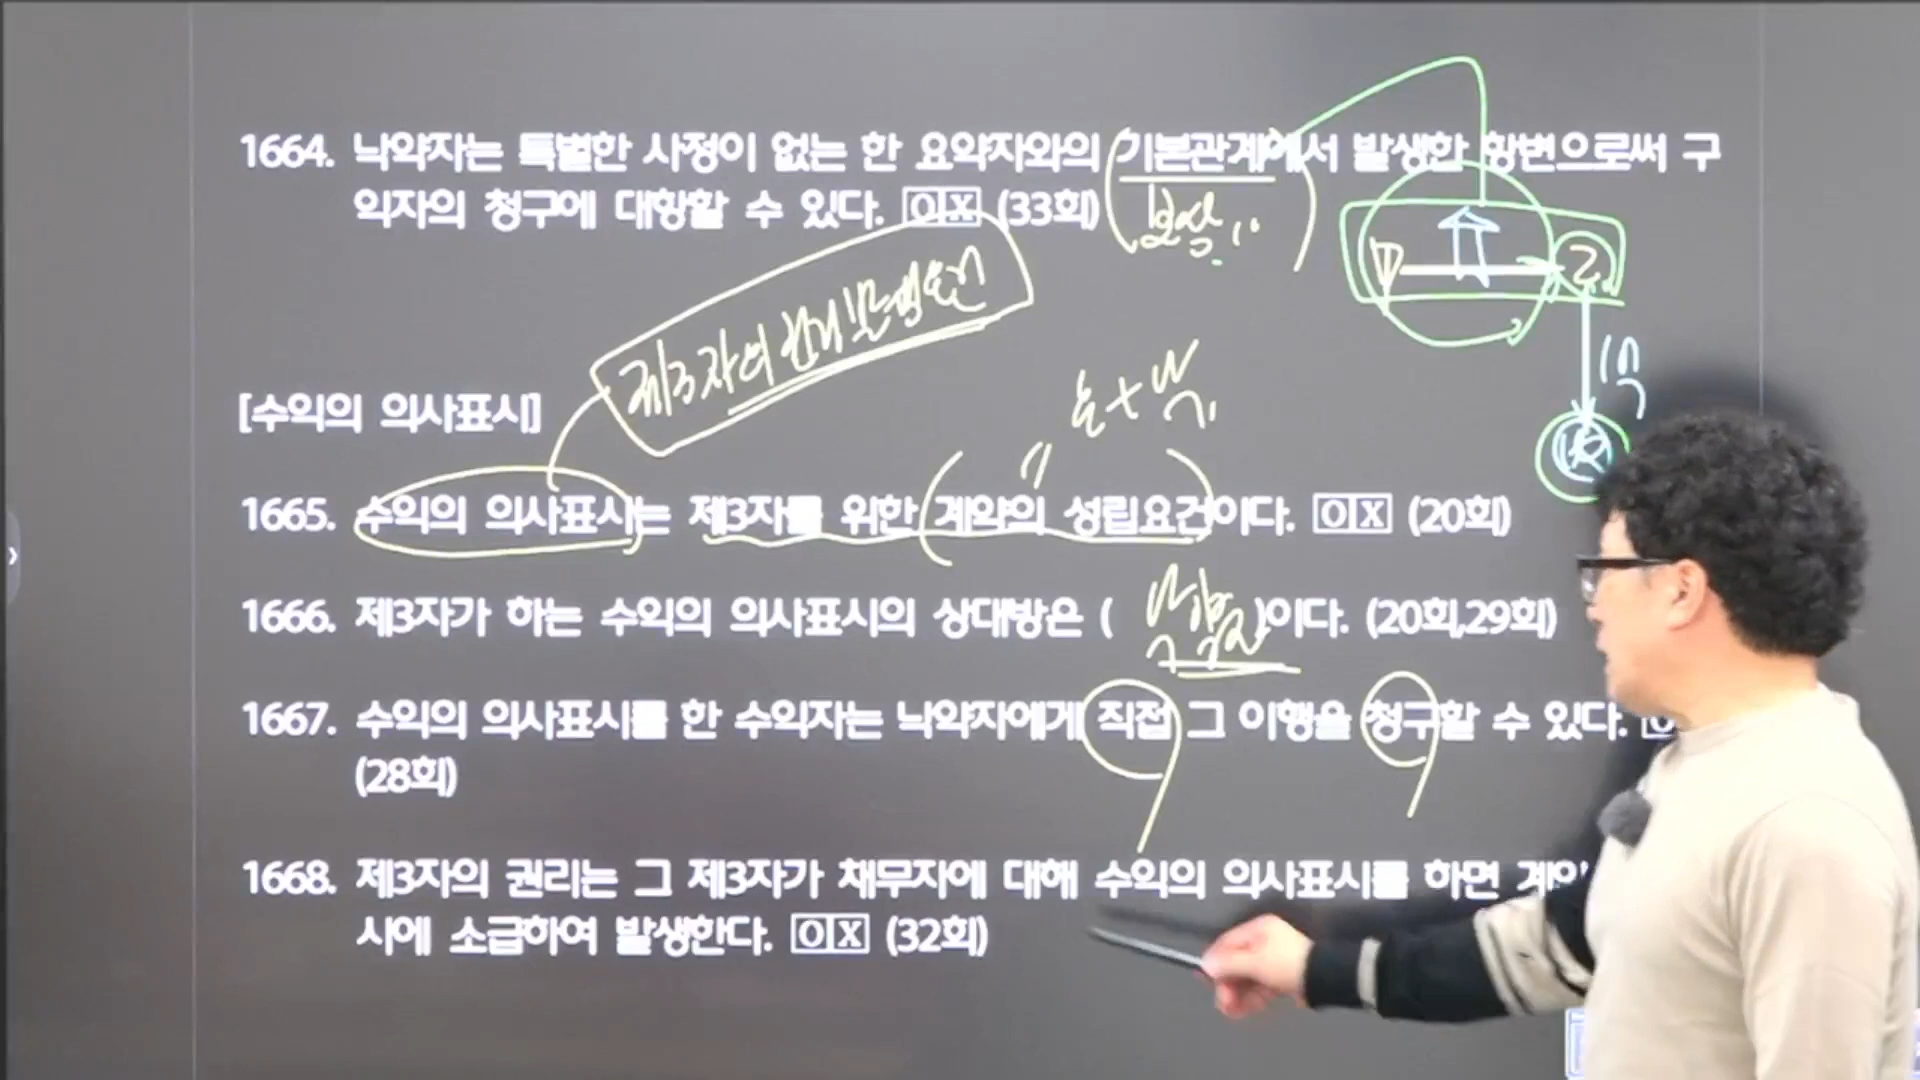 1664. 낙약자는 특별한 사정이 없는 한 요약자와의 기본관계에서 발생한 항변으로써 구
익자의 청구에 대항할 수 있다. O X (33회)
보상
제3자의 권리 발생요건
[수익의 의사표시]
요+낙
1665. 수익의 의사표시는 제3자를 위한 계약의 성립요건이다. O X (20회)
1666. 제3자가 하는 수익의 의사표시의 상대방은 ( 낙약자 )이다. (20회,29회)
1667. 수익의 의사표시를 한 수익자는 낙약자에게 직접 그 이행을 청구할 수 있다.
(28회)
1668. 제3자의 권리는 그 제3자가 채무자에 대해 수익의 의사표시를 하면
시에 소급하여 발생한다. O X (32회)